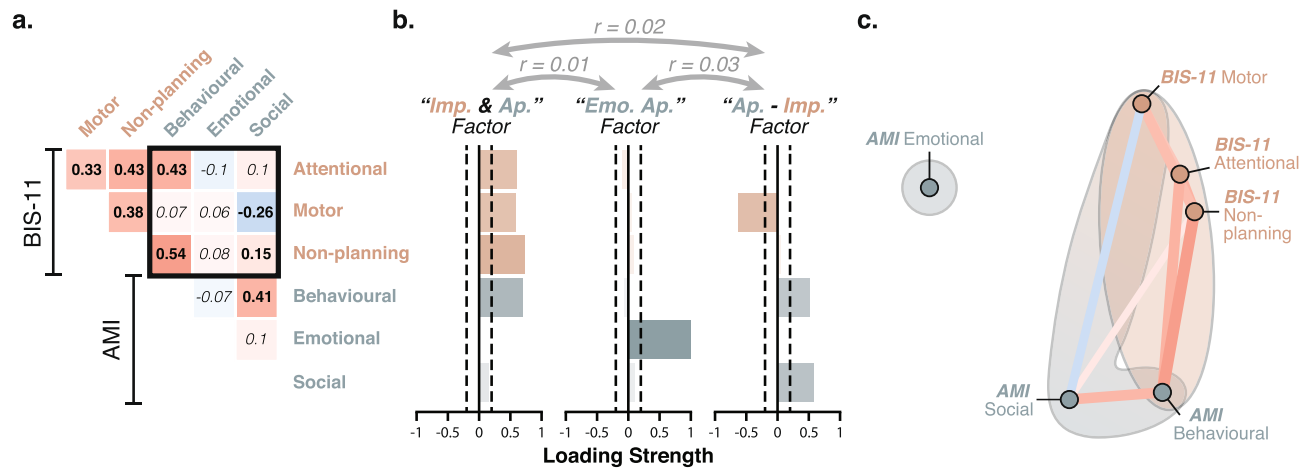 a.
Motor
Non-planning
Behavioural
Emotional
Social
BIS-11
AMI
0.33 0.43 0.43 -0.1 0.1 Attentional
0.38 0.07 0.06 -0.26 Motor
0.54 0.08 0.15 Non-planning
-0.07 0.41 Behavioural
0.1 Emotional
Social
b.
r = 0.02
r = 0.01 r = 0.03
“Imp. & Ap.” “Emo. Ap.” “Ap. - Imp.”
Factor Factor Factor
-1 -0.5 0 0.5 1 -1 -0.5 0 0.5 1 -1 -0.5 0 0.5 1
Loading Strength
c.
BIS-11 Motor
AMI Emotional
BIS-11
Attentional
BIS-11
Non-
planning
AMI
Social
AMI
Behavioural